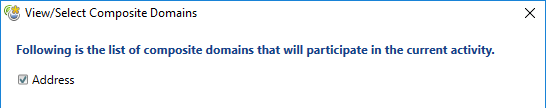 View/Select Composite Domains
Following is the list of composite domains that will participate in the current activity.
Address